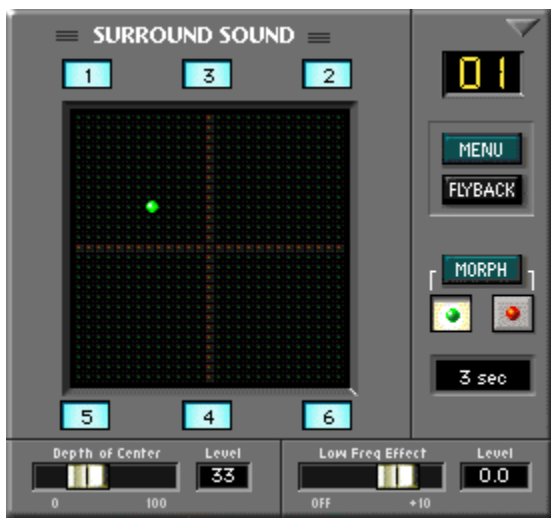 SURROUND SOUND
1 3 2
01
MENU
FLYBACK
MORPH
3 sec
5 4 6
Depth of Center Level
33
0 100
Low Freq Effect Level
0.0
OFF +10